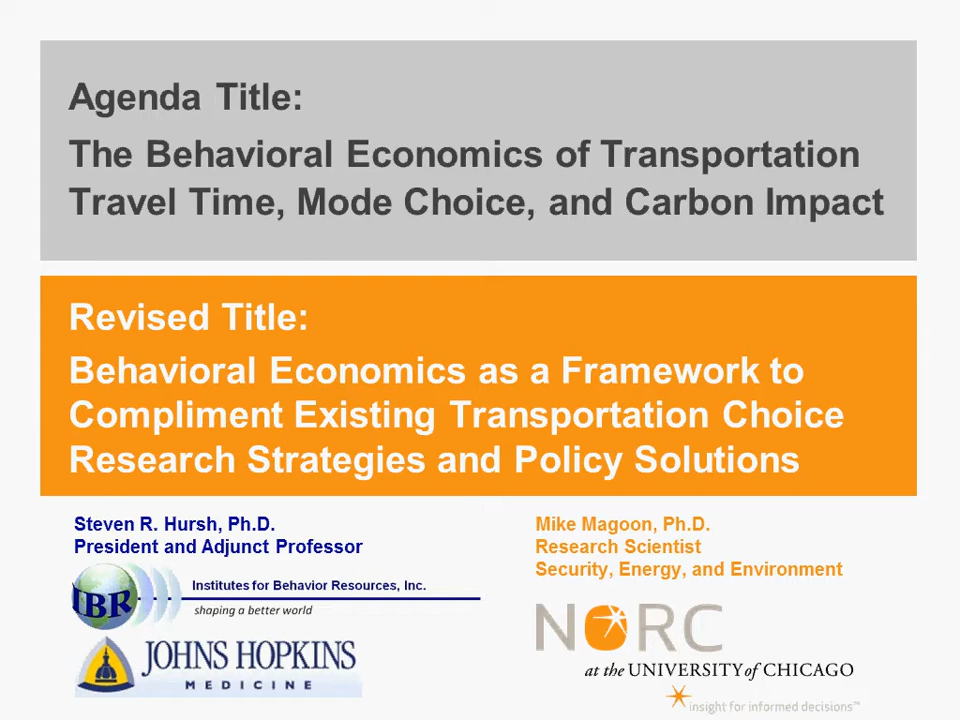 Agenda Title:
The Behavioral Economics of Transportation
Travel Time, Mode Choice, and Carbon Impact
Revised Title:
Behavioral Economics as a Framework to
Compliment Existing Transportation Choice
Research Strategies and Policy Solutions
Steven R. Hursh, Ph.D.
President and Adjunct Professor
IBR
Institutes for Behavior Resources, Inc.
shaping a better world
JOHNS HOPKINS
MEDICINE
Mike Magoon, Ph.D.
Research Scientist
Security, Energy, and Environment
NORC
at the UNIVERSITY of CHICAGO
insight for informed decisions™